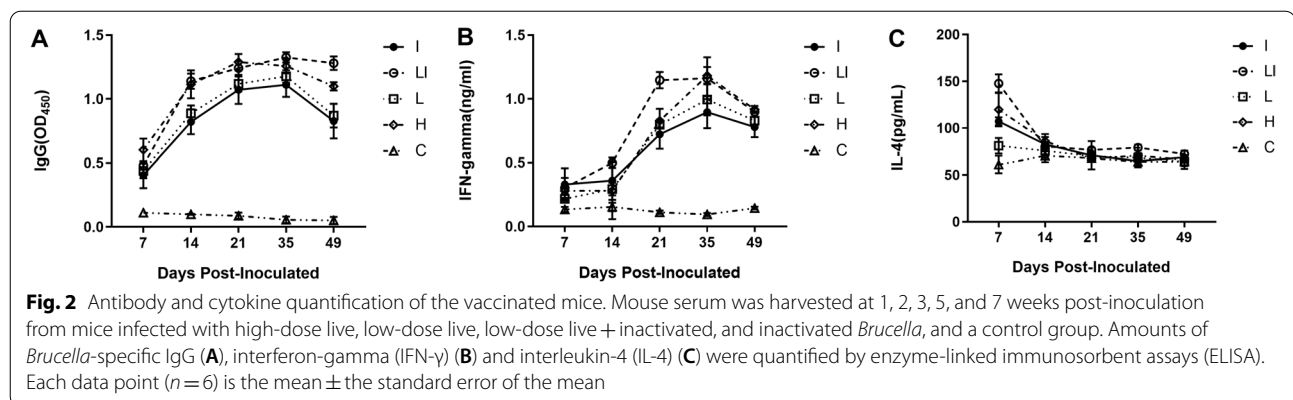 A
1.5
1.0
0.5
0.0
IgG(OD450)
7 14 21 35 49
Days Post-Inoculated
I
LI
L
H
C
B
1.5
1.0
0.5
0.0
IFN-gamma(ng/ml)
7 14 21 35 49
Days Post-Inoculated
I
LI
L
H
C
C
200
150
100
50
0
IL-4(pg/mL)
7 14 21 35 49
Days Post-Inoculated
I
LI
L
H
C
Fig. 2 Antibody and cytokine quantification of the vaccinated mice. Mouse serum was harvested at 1, 2, 3, 5, and 7 weeks post-inoculation
from mice infected with high-dose live, low-dose live + inactivated, and inactivated Brucella, and a control group. Amounts of
Brucella-specific IgG (A), interferon-gamma (IFN-γ) (B) and interleukin-4 (IL-4) (C) were quantified by enzyme-linked immunosorbent assays (ELISA).
Each data point (n = 6) is the mean ± the standard error of the mean